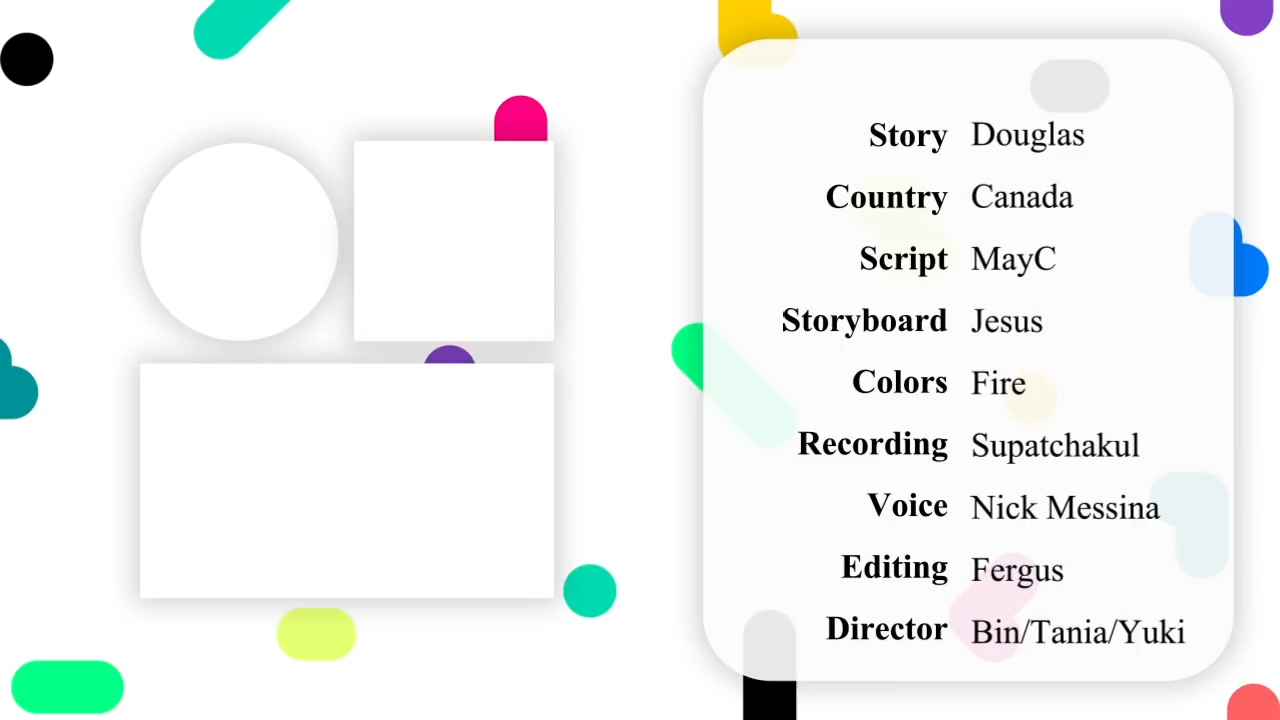 Story Douglas
Country Canada
Script MayC
Storyboard Jesus
Colors Fire
Recording Supatchakul
Voice Nick Messina
Editing Fergus
Director Bin/Tania/Yuki